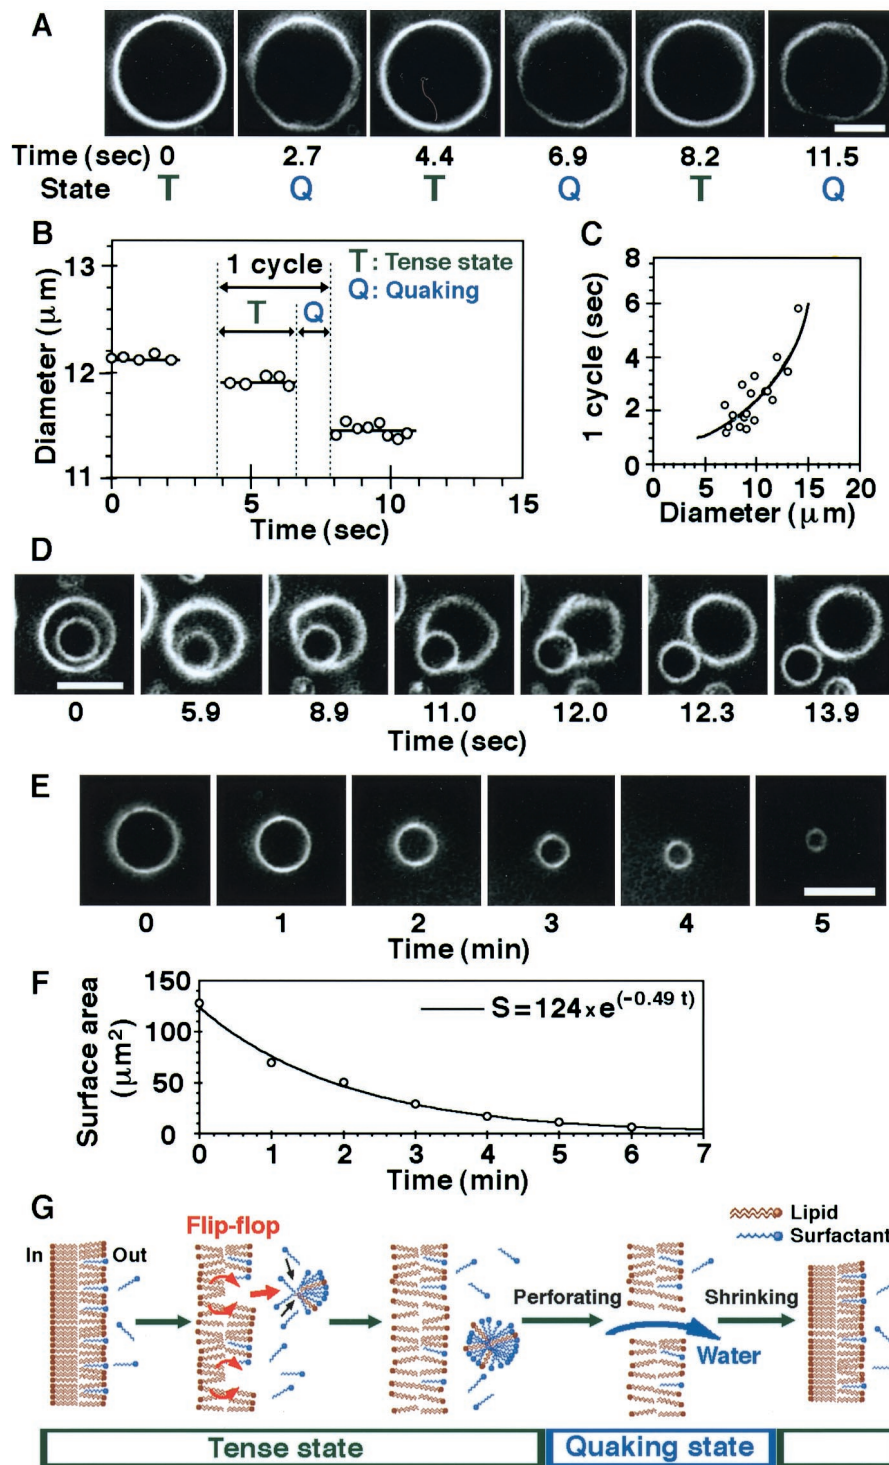 A
Time (sec) 0 2.7 4.4 6.9 8.2 11.5
State T Q T Q T Q
B
13
12
11
Diameter (μm)
1 cycle
T : Tense state
Q : Quaking
T Q
0 5 10 15
Time (sec)
C
8
6
4
2
0
1 cycle (sec)
0 5 10 15 20
Diameter (μm)
D
0 5.9 8.9 11.0 12.0 12.3 13.9
Time (sec)
E
0 1 2 3 4 5
Time (min)
F
150
100
50
0
Surface area
(μm²)
S = 124 × e^(−0.49 t)
0 1 2 3 4 5 6 7
Time (min)
G
Lipid
Surfactant
Flip-flop
In Out
Perforating Shrinking
Water
Tense state Quaking state